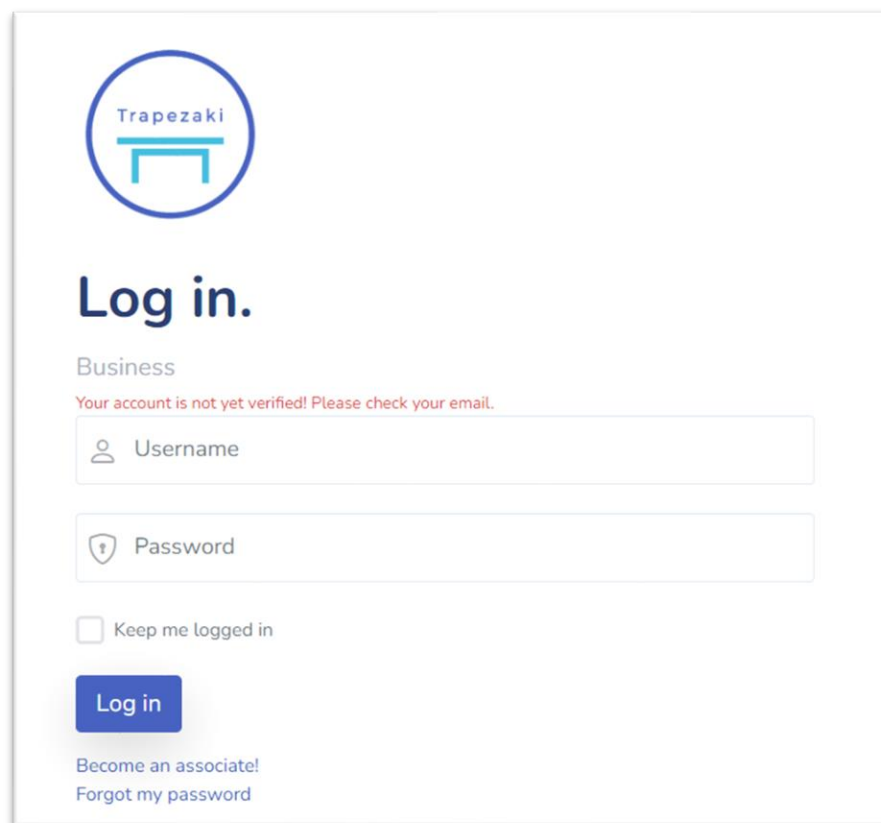 Trapezaki
Log in.
Business
Your account is not yet verified! Please check your email.
Username
Password
Keep me logged in
Log in
Become an associate!
Forgot my password